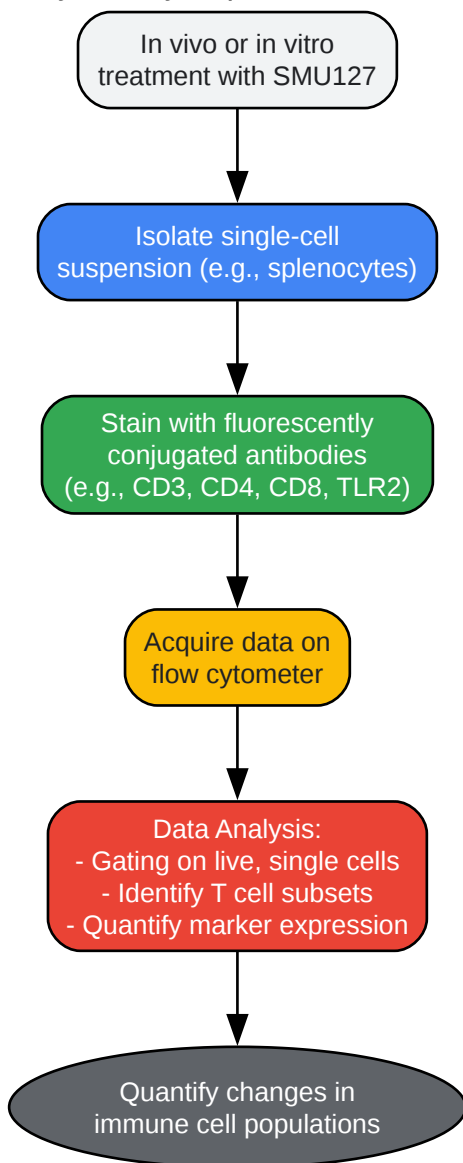 In vivo or in vitro
treatment with SMU127
Isolate single-cell
suspension (e.g., splenocytes)
Stain with fluorescently
conjugated antibodies
(e.g., CD3, CD4, CD8, TLR2)
Acquire data on
flow cytometer
Data Analysis:
- Gating on live, single cells
- Identify T cell subsets
- Quantify marker expression
Quantify changes in
immune cell populations